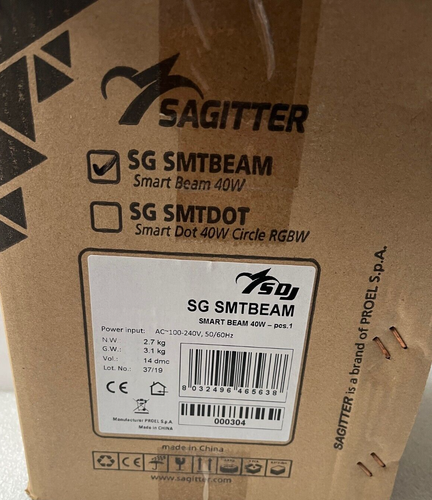 SAGITTER
SG SMTBEAM
Smart Beam 40W
SG SMTDOT
Smart Dot 40W Circle RGBW
SDJ
SG SMTBEAM
SMART BEAM 40W – pcs.1
Power input: AC~100-240V, 50/60Hz
N.W 2.7 kg
G.W.: 3.1 kg
Vol.: 14 dmc
Lot. No.: 37/19
8 032496 465638
CE
000304
Manufacturer PROEL S.p.A
Made in CHINA
SAGITTER is a brand of PROEL S.p.A.
made in China
CE
www.sagitter.com